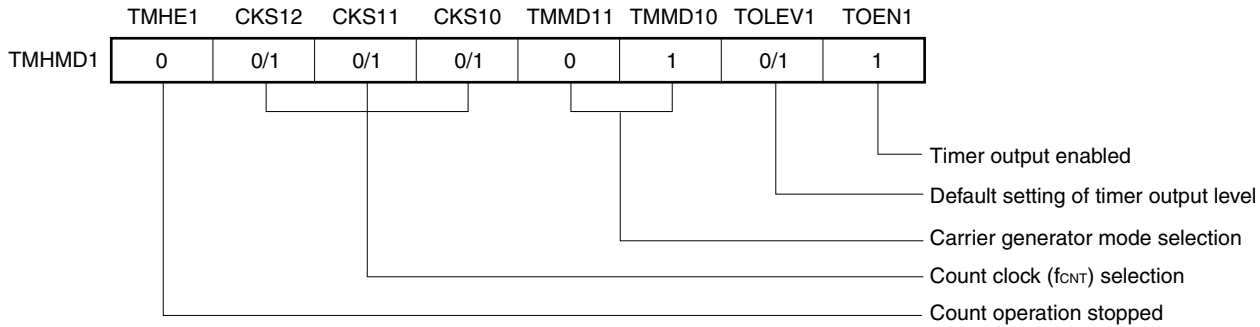 TMHE1 CKS12 CKS11 CKS10 TMMD11 TMMD10 TOLEV1 TOEN1
TMHMD1 0 0/1 0/1 0/1 0 1 0/1 1
Timer output enabled
Default setting of timer output level
Carrier generator mode selection
Count clock (fCNT) selection
Count operation stopped